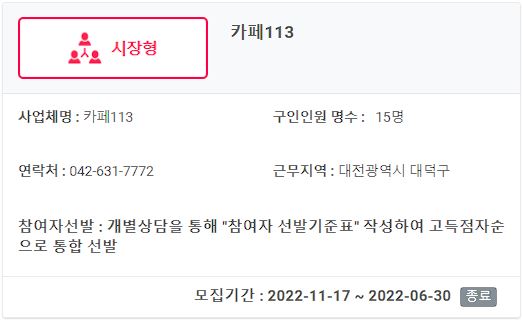 시장형
카페113
사업체명 : 카페113
구인인원 명수 : 15명
연락처 : 042-631-7772
근무지역 : 대전광역시 대덕구
참여자선발 : 개별상담을 통해 "참여자 선발기준표" 작성하여 고득점자순
으로 통합 선발
모집기간 : 2022-11-17 ~ 2022-06-30 종료